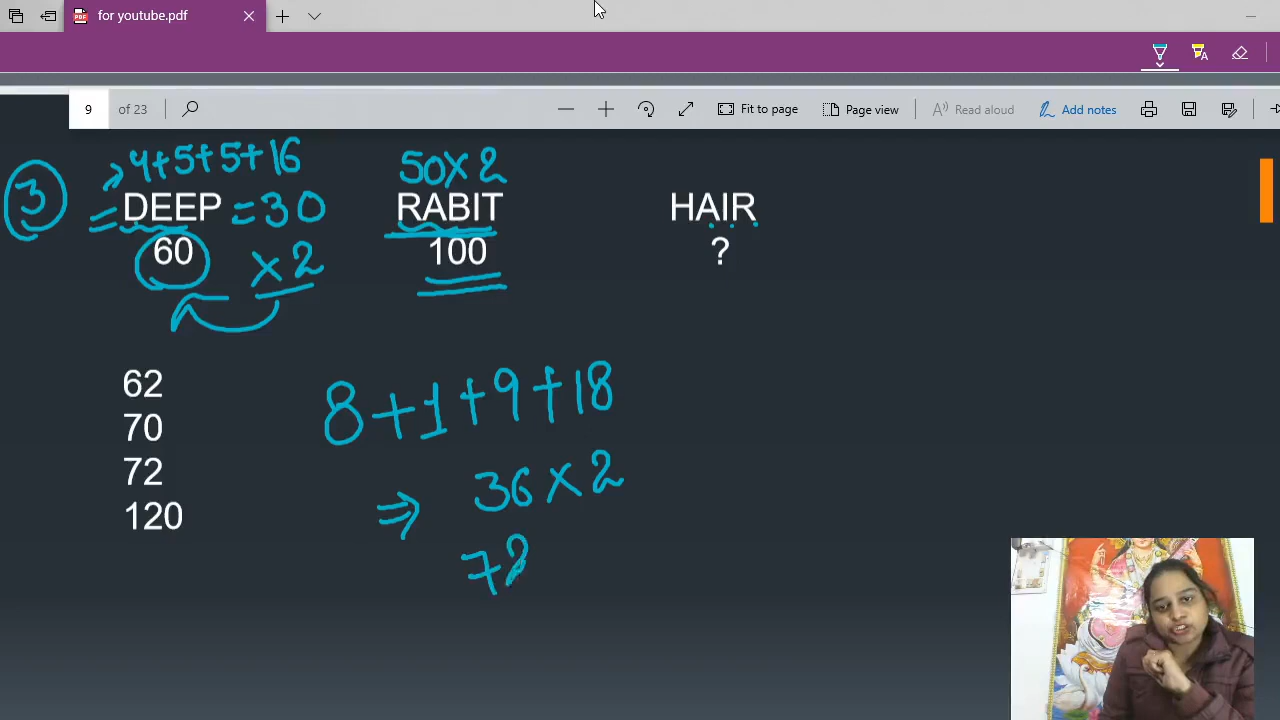 for youtube.pdf
9 of 23
Fit to page
Page view
Read aloud
Add notes
3
4+5+5+16
50×2
DEEP =30
RABIT
HAIR
60 ×2
100
?
62
70
72
120
8+1+9+18
⇒ 36×2
72